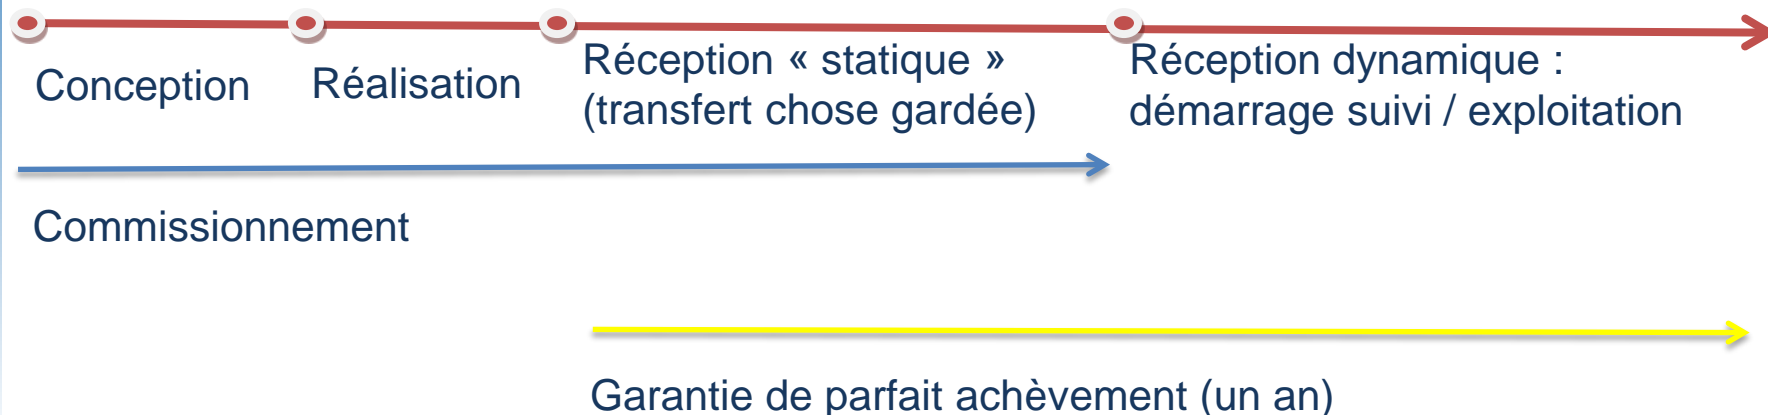 Conception
Réalisation
Réception « statique »
(transfert chose gardée)
Réception dynamique :
démarrage suivi / exploitation
Commissionnement
Garantie de parfait achèvement (un an)